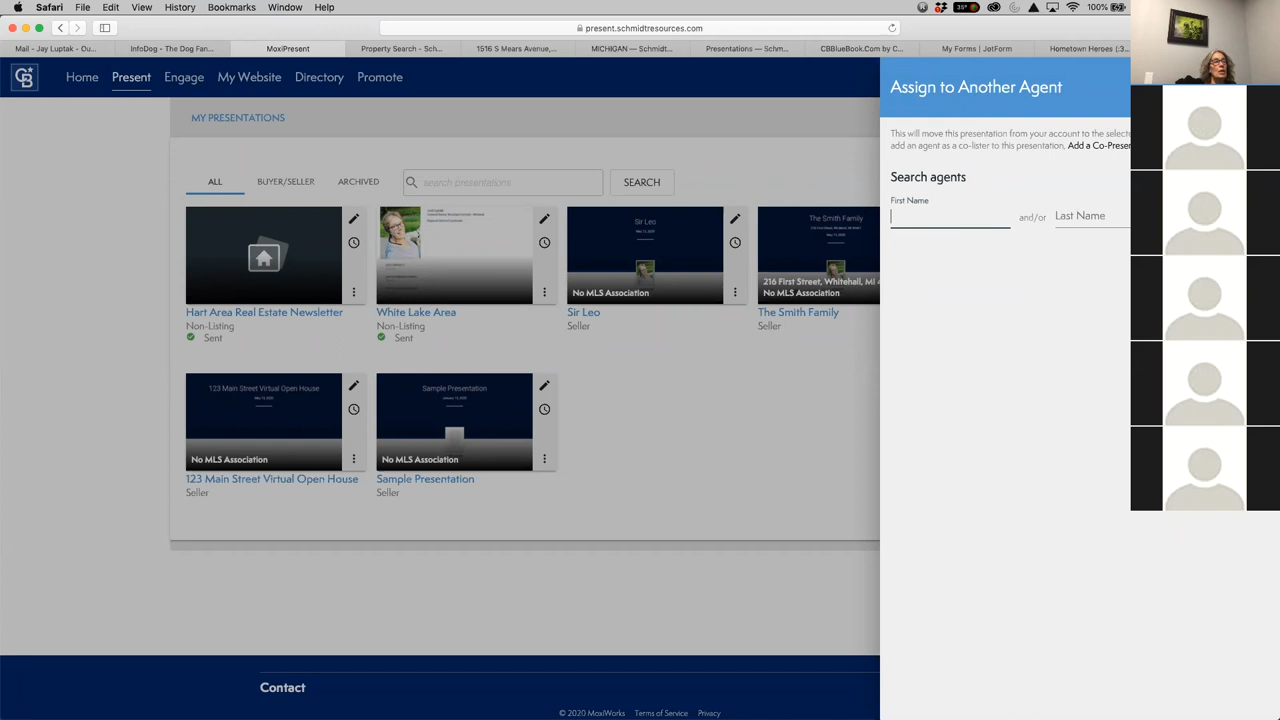 Safari File Edit View History Bookmarks Window Help
35° 100%
present.schmidtresources.com
Mail - Jay Luptak - Ou... InfoDog - The Dog Fan... MoxiPresent Property Search - Sch... 1516 S Mears Avenue,... MICHIGAN — Schmidt... Presentations — Schm... CBBlueBook.Com by C... My Forms | JotForm Hometown Heroes (:3...
CB Home Present Engage My Website Directory Promote
Assign to Another Agent
MY PRESENTATIONS
This will move this presentation from your account to the selecte
add an agent as a co-lister to this presentation, Add a Co-Presen
Search agents
ALL BUYER/SELLER ARCHIVED search presentations SEARCH
First Name
and/or Last Name
Sir Leo
The Smith Family
216 First Street, Whitehall, MI 4
No MLS Association
No MLS Association
Hart Area Real Estate Newsletter
White Lake Area
Sir Leo
The Smith Family
Non-Listing
Non-Listing
Seller
Seller
Sent
Sent
123 Main Street Virtual Open House
Sample Presentation
No MLS Association
No MLS Association
123 Main Street Virtual Open House
Sample Presentation
Seller
Seller
Contact
© 2020 MoxiWorks Terms of Service Privacy